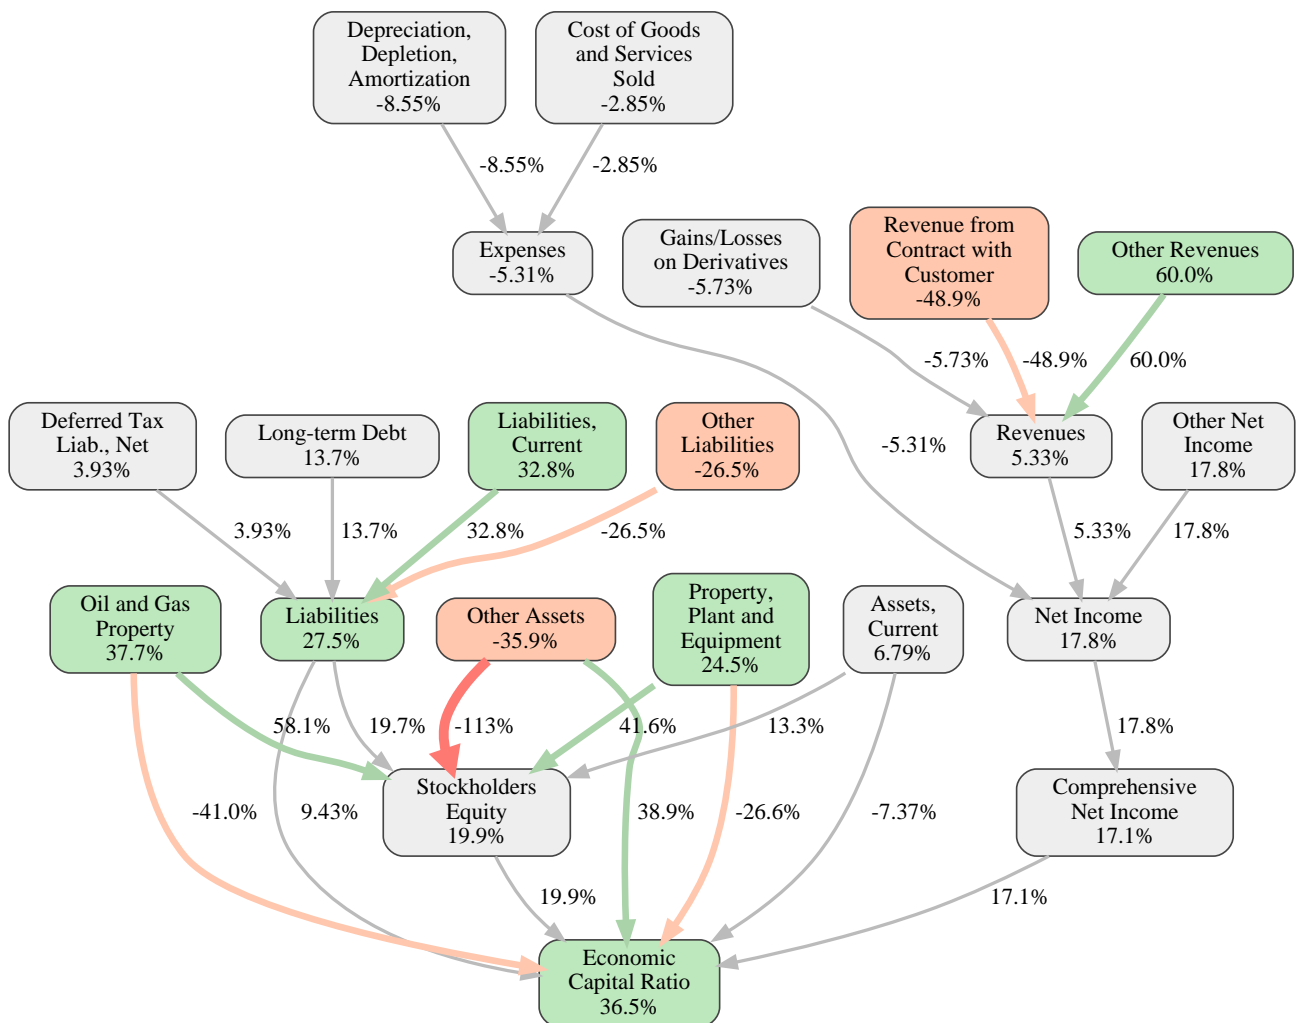 Depreciation,
Depletion,
Amortization
-8.55%
Cost of Goods
and Services
Sold
-2.85%
-8.55%
-2.85%
Expenses
-5.31%
Gains/Losses
on Derivatives
-5.73%
Revenue from
Contract with
Customer
-48.9%
Other Revenues
60.0%
-5.73%
-48.9%
60.0%
Deferred Tax
Liab., Net
3.93%
Long-term Debt
13.7%
Liabilities,
Current
32.8%
Other
Liabilities
-26.5%
-5.31%
Revenues
5.33%
Other Net
Income
17.8%
3.93%
13.7%
32.8%
-26.5%
5.33%
17.8%
Oil and Gas
Property
37.7%
Liabilities
27.5%
Other Assets
-35.9%
Property,
Plant and
Equipment
24.5%
Assets,
Current
6.79%
Net Income
17.8%
58.1%
19.7%
-113%
41.6%
13.3%
17.8%
-41.0%
9.43%
Stockholders
Equity
19.9%
38.9%
-26.6%
-7.37%
Comprehensive
Net Income
17.1%
19.9%
17.1%
Economic
Capital Ratio
36.5%